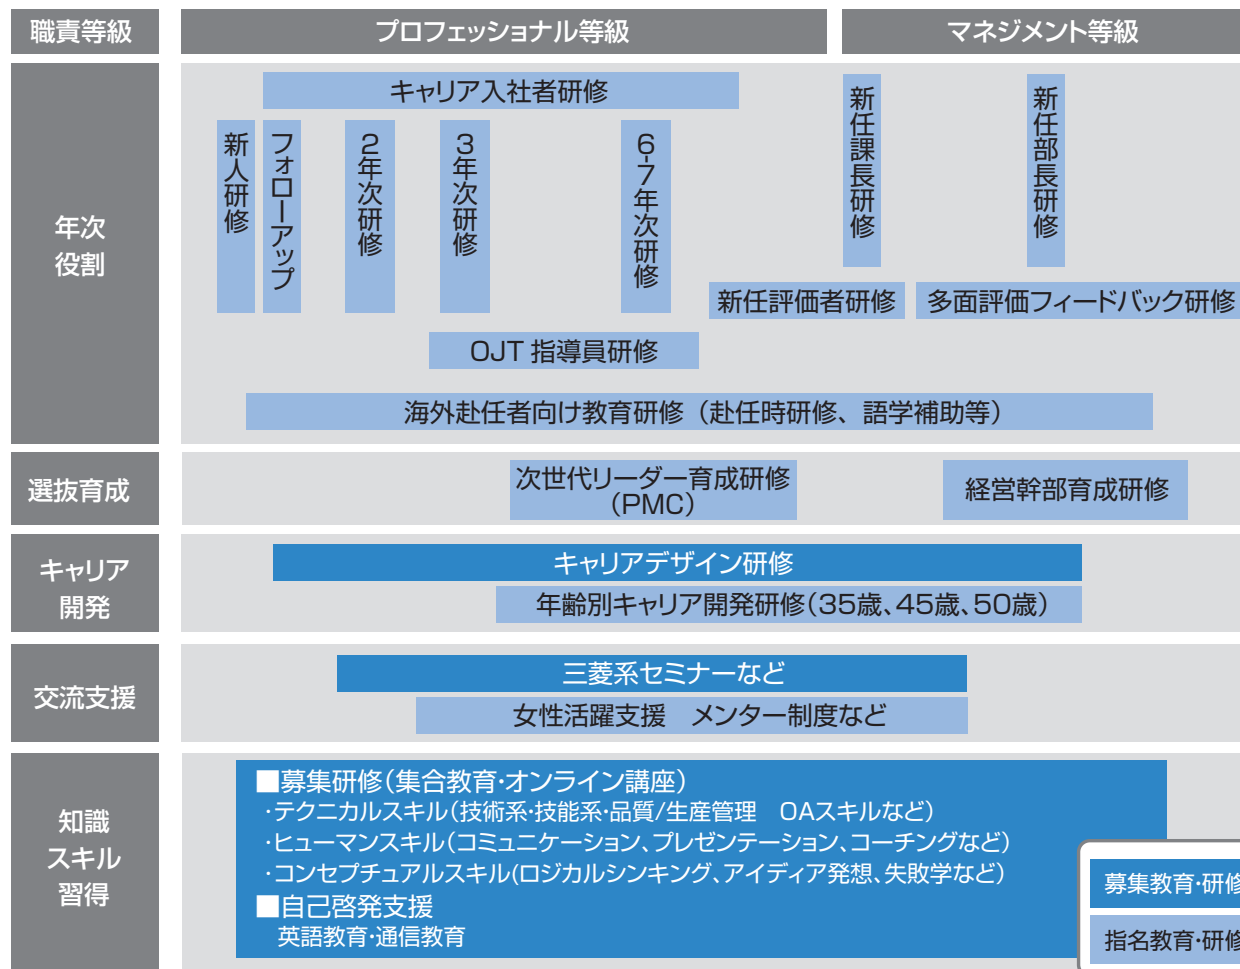 職責等級
プロフェッショナル等級
マネジメント等級
年次
役割
キャリア入社者研修
新人研修
フォローアップ
2年次研修
3年次研修
6-7年次研修
新任課長研修
新任部長研修
新任評価者研修
多面評価フィードバック研修
OJT 指導員研修
海外赴任者向け教育研修（赴任時研修、語学補助等）
選抜育成
次世代リーダー育成研修
(PMC)
経営幹部育成研修
キャリア
開発
キャリアデザイン研修
年齢別キャリア開発研修(35歳、45歳、50歳)
交流支援
三菱系セミナーなど
女性活躍支援　メンター制度など
知識
スキル
習得
■募集研修(集合教育・オンライン講座)
・テクニカルスキル(技術系・技能系・品質/生産管理　OAスキルなど)
・ヒューマンスキル(コミュニケーション、プレゼンテーション、コーチングなど)
・コンセプチュアルスキル(ロジカルシンキング、アイディア発想、失敗学など)
■自己啓発支援
英語教育・通信教育
募集教育・研修
指名教育・研修